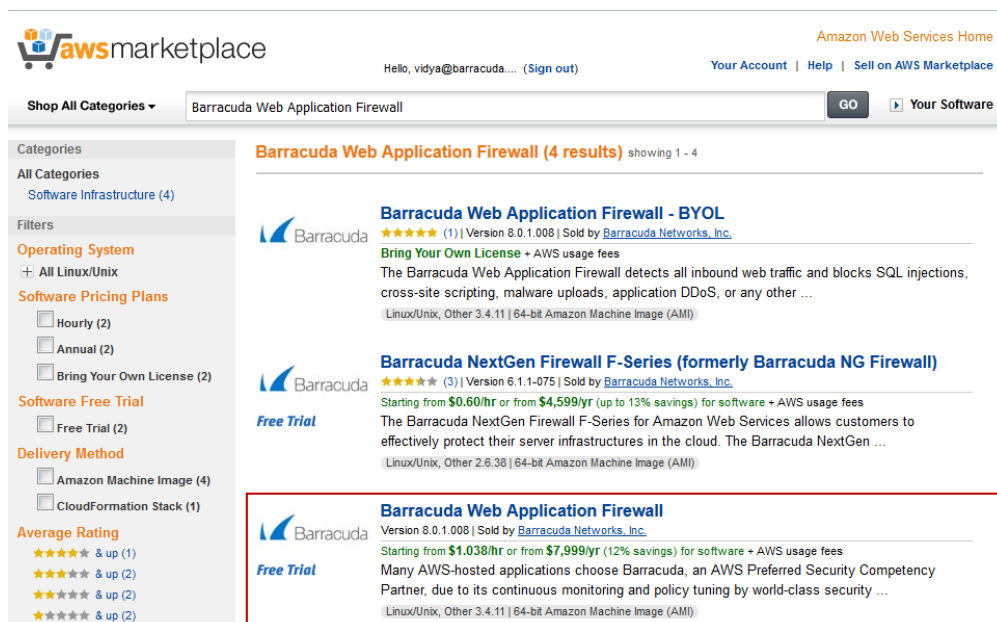 awsmarketplace
Amazon Web Services Home
Hello, vidya@barracuda.... (Sign out)
Your Account | Help | Sell on AWS Marketplace
Shop All Categories
Barracuda Web Application Firewall
GO
Your Software
Categories
All Categories
Software Infrastructure (4)
Filters
Operating System
All Linux/Unix
Software Pricing Plans
Hourly (2)
Annual (2)
Bring Your Own License (2)
Software Free Trial
Free Trial (2)
Delivery Method
Amazon Machine Image (4)
CloudFormation Stack (1)
Average Rating
& up (1)
& up (2)
& up (2)
& up (2)
Barracuda Web Application Firewall (4 results) showing 1 - 4
Barracuda
Barracuda Web Application Firewall - BYOL
(1) | Version 8.0.1.008 | Sold by Barracuda Networks, Inc.
Bring Your Own License + AWS usage fees
The Barracuda Web Application Firewall detects all inbound web traffic and blocks SQL injections,
cross-site scripting, malware uploads, application DDoS, or any other ...
Linux/Unix, Other 3.4.11 | 64-bit Amazon Machine Image (AMI)
Barracuda
Free Trial
Barracuda NextGen Firewall F-Series (formerly Barracuda NG Firewall)
(3) | Version 6.1.1-075 | Sold by Barracuda Networks, Inc.
Starting from $0.60/hr or from $4,599/yr (up to 13% savings) for software + AWS usage fees
The Barracuda NextGen Firewall F-Series for Amazon Web Services allows customers to
effectively protect their server infrastructures in the cloud. The Barracuda NextGen ...
Linux/Unix, Other 2.6.38 | 64-bit Amazon Machine Image (AMI)
Barracuda
Free Trial
Barracuda Web Application Firewall
Version 8.0.1.008 | Sold by Barracuda Networks, Inc.
Starting from $1.038/hr or from $7,999/yr (12% savings) for software + AWS usage fees
Many AWS-hosted applications choose Barracuda, an AWS Preferred Security Competency
Partner, due to its continuous monitoring and policy tuning by world-class security ...
Linux/Unix, Other 3.4.11 | 64-bit Amazon Machine Image (AMI)